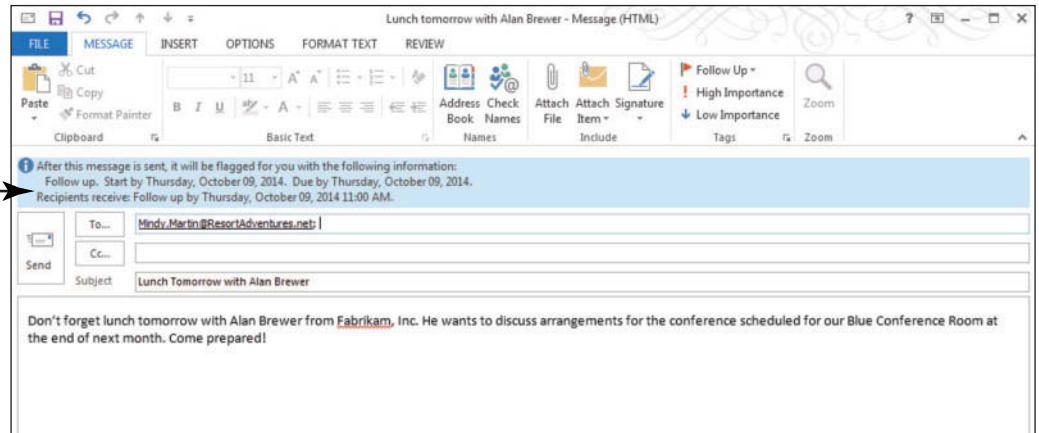 Lunch tomorrow with Alan Brewer - Message (HTML)
FILE MESSAGE INSERT OPTIONS FORMAT TEXT REVIEW
Paste
Cut
Copy
Format Painter
Clipboard
11 A A
B I U A
Basic Text
Address Book
Check Names
Names
Attach File
Attach Item
Signature
Include
Follow Up
High Importance
Low Importance
Tags
Zoom
Zoom
After this message is sent, it will be flagged for you with the following information:
Follow up. Start by Thursday, October 09, 2014. Due by Thursday, October 09, 2014.
Recipients receive: Follow up by Thursday, October 09, 2014 11:00 AM.
Send
To... Mindy.Martin@ResortAdventures.net;
Cc...
Subject Lunch Tomorrow with Alan Brewer
Don't forget lunch tomorrow with Alan Brewer from Fabrikam, Inc. He wants to discuss arrangements for the conference scheduled for our Blue Conference Room at
the end of next month. Come prepared!